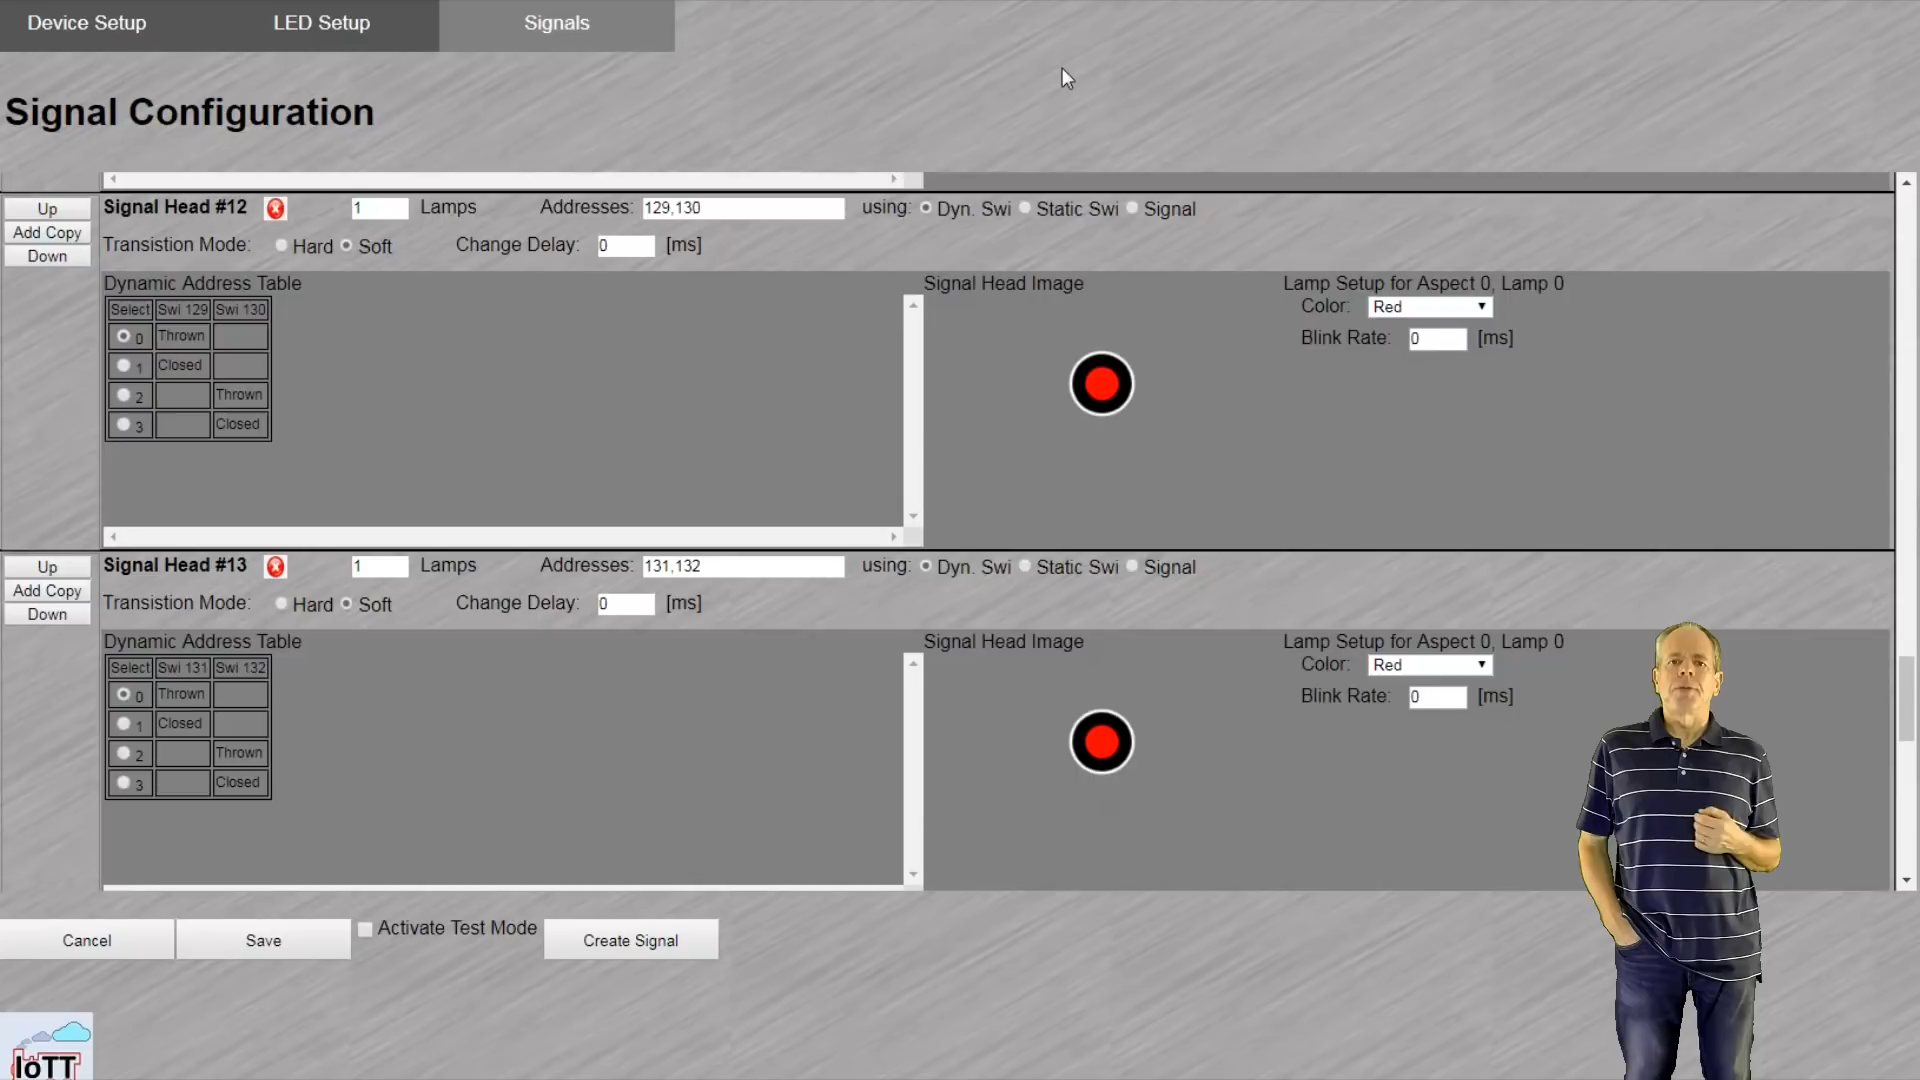 Device Setup LED Setup Signals
Signal Configuration
Up Signal Head #12 1 Lamps Addresses: 129,130 using: Dyn. Swi Static Swi Signal
Add Copy
Transistion Mode: Hard Soft Change Delay: 0 [ms]
Down
Dynamic Address Table Signal Head Image Lamp Setup for Aspect 0, Lamp 0
Select Swi 129 Swi 130 Color: Red
0 Thrown Blink Rate: 0 [ms]
1 Closed
2 Thrown
3 Closed
Up Signal Head #13 1 Lamps Addresses: 131,132 using: Dyn. Swi Static Swi Signal
Add Copy
Transistion Mode: Hard Soft Change Delay: 0 [ms]
Down
Dynamic Address Table Signal Head Image Lamp Setup for Aspect 0, Lamp 0
Select Swi 131 Swi 132 Color: Red
0 Thrown Blink Rate: 0 [ms]
1 Closed
2 Thrown
3 Closed
Cancel Save Activate Test Mode Create Signal
IoTT